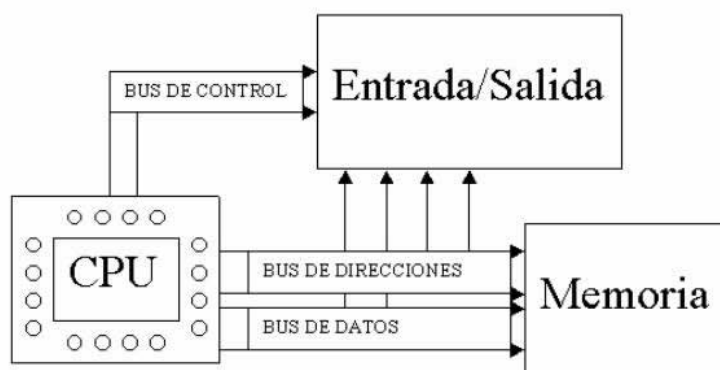 BUS DE CONTROL
Entrada/Salida
CPU
BUS DE DIRECCIONES
Memoria
BUS DE DATOS